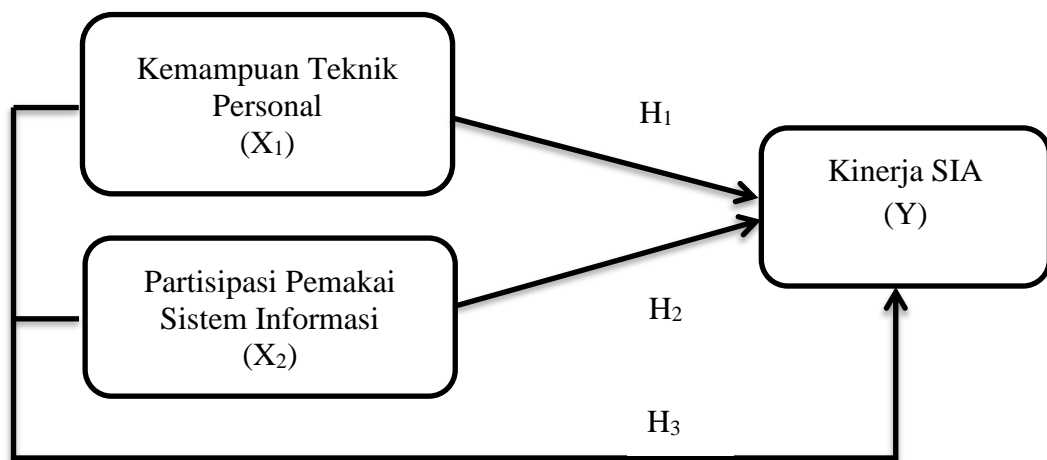 Kemampuan Teknik
Personal
(X₁)
H₁
Kinerja SIA
(Y)
Partisipasi Pemakai
Sistem Informasi
(X₂)
H₂
H₃